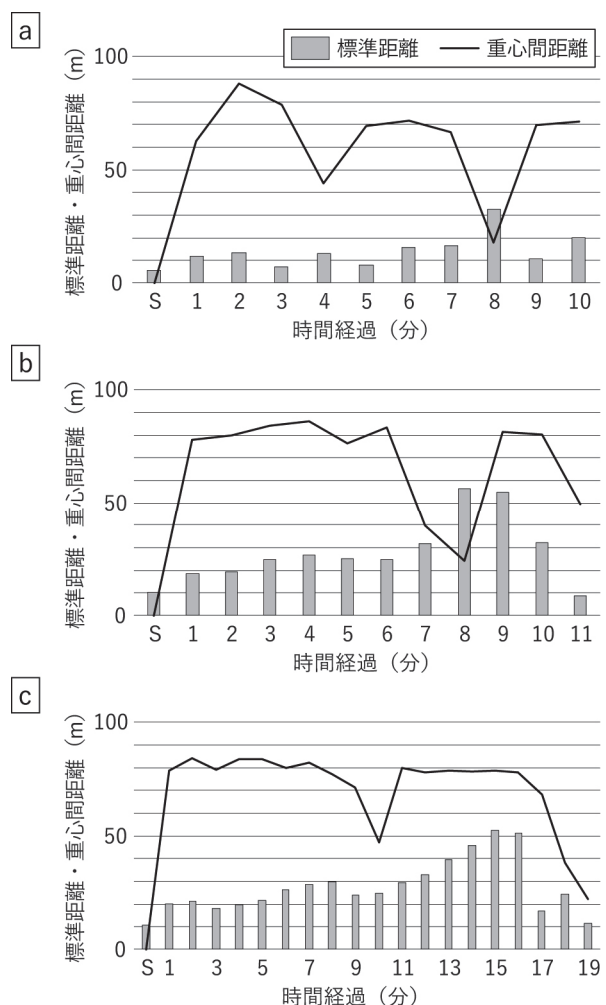 a
標準距離 重心間距離
標準距離・重心間距離（m）
100
50
0
S 1 2 3 4 5 6 7 8 9 10
時間経過（分）
b
標準距離・重心間距離（m）
100
50
0
S 1 2 3 4 5 6 7 8 9 10 11
時間経過（分）
c
標準距離・重心間距離（m）
100
50
0
S 1 3 5 7 9 11 13 15 17 19
時間経過（分）